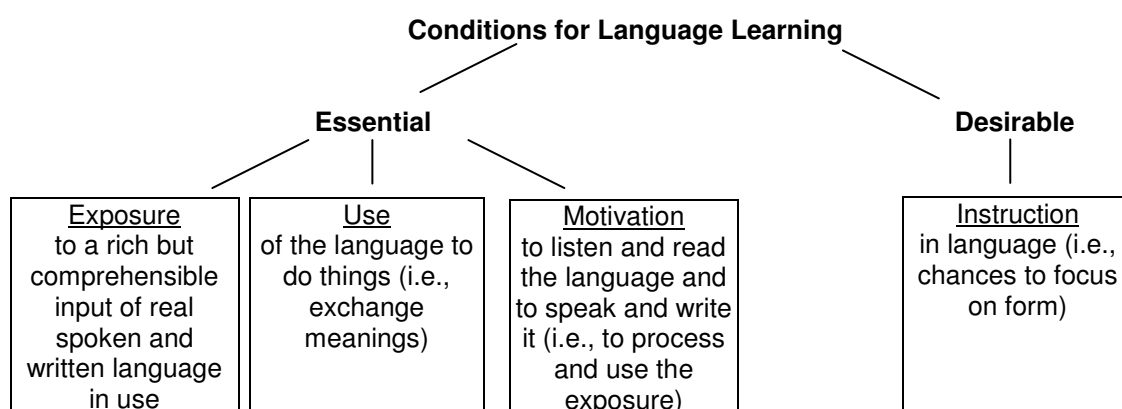 Conditions for Language Learning
Essential
Desirable
Exposure
to a rich but
comprehensible
input of real
spoken and
written language
in use
Use
of the language to
do things (i.e.,
exchange
meanings)
Motivation
to listen and read
the language and
to speak and write
it (i.e., to process
and use the
exposure)
Instruction
in language (i.e.,
chances to focus
on form)